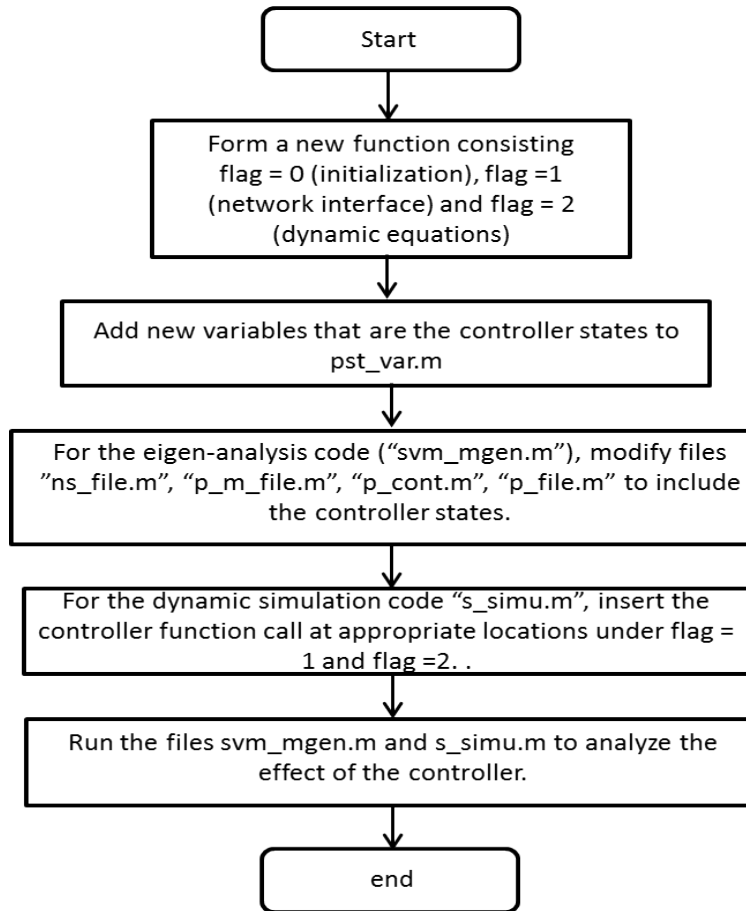 Start
Form a new function consisting
flag = 0 (initialization), flag =1
(network interface) and flag = 2
(dynamic equations)
Add new variables that are the controller states to
pst_var.m
For the eigen-analysis code (“svm_mgen.m”), modify files
”ns_file.m”, “p_m_file.m”, “p_cont.m”, “p_file.m” to include
the controller states.
For the dynamic simulation code “s_simu.m”, insert the
controller function call at appropriate locations under flag =
1 and flag =2. .
Run the files svm_mgen.m and s_simu.m to analyze the
effect of the controller.
end